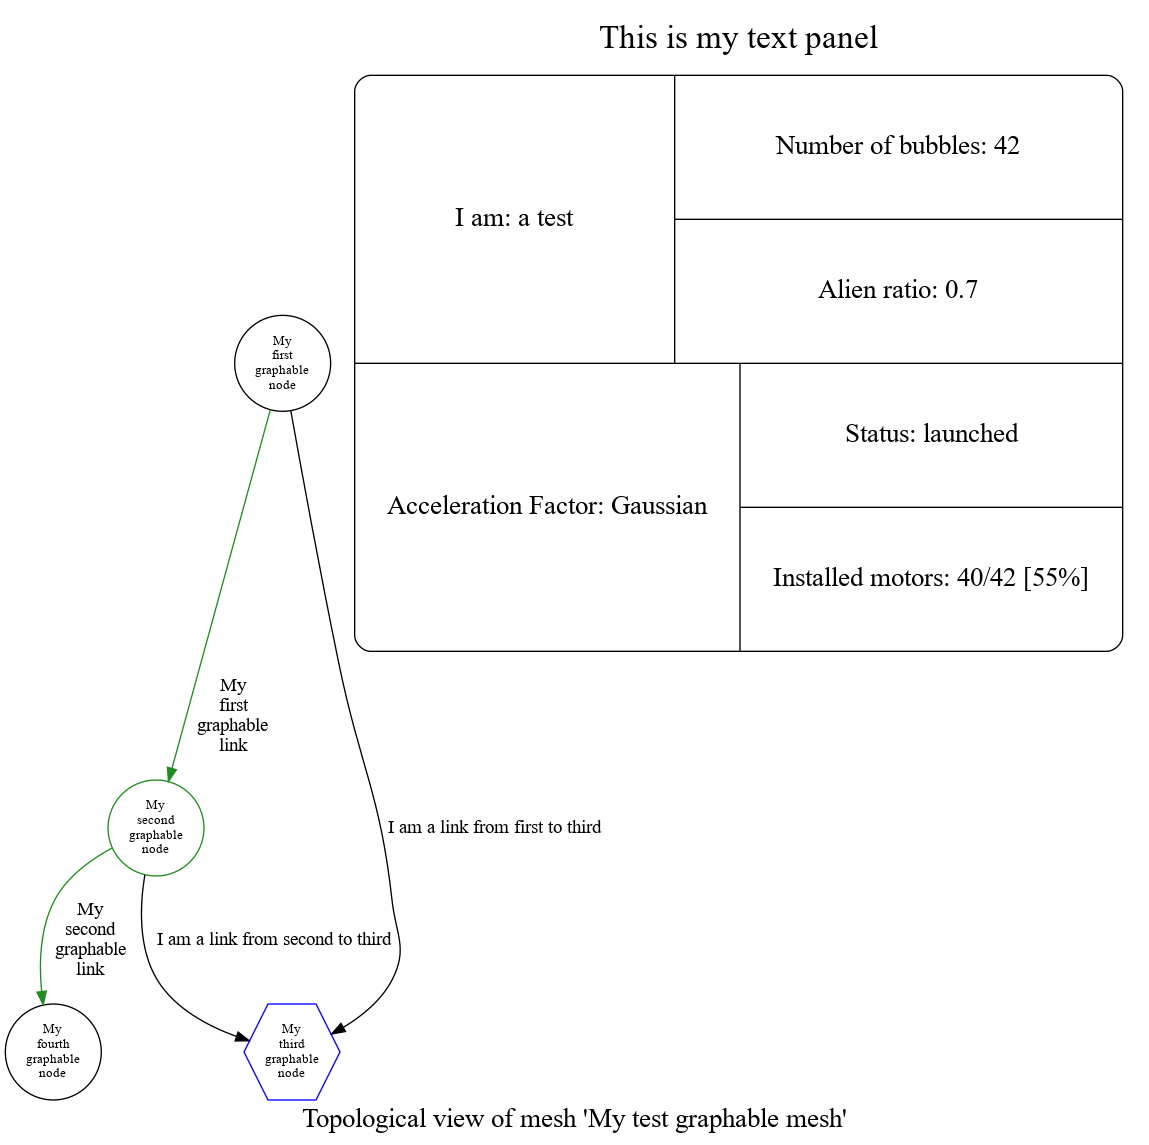 This is my text panel
I am: a test
Number of bubbles: 42
Alien ratio: 0.7
Acceleration Factor: Gaussian
Status: launched
Installed motors: 40/42 [55%]
My
first
graphable
node
My
first
graphable
link
My
second
graphable
node
I am a link from first to third
My
second
graphable
link
I am a link from second to third
My
fourth
graphable
node
My
third
graphable
node
Topological view of mesh 'My test graphable mesh'